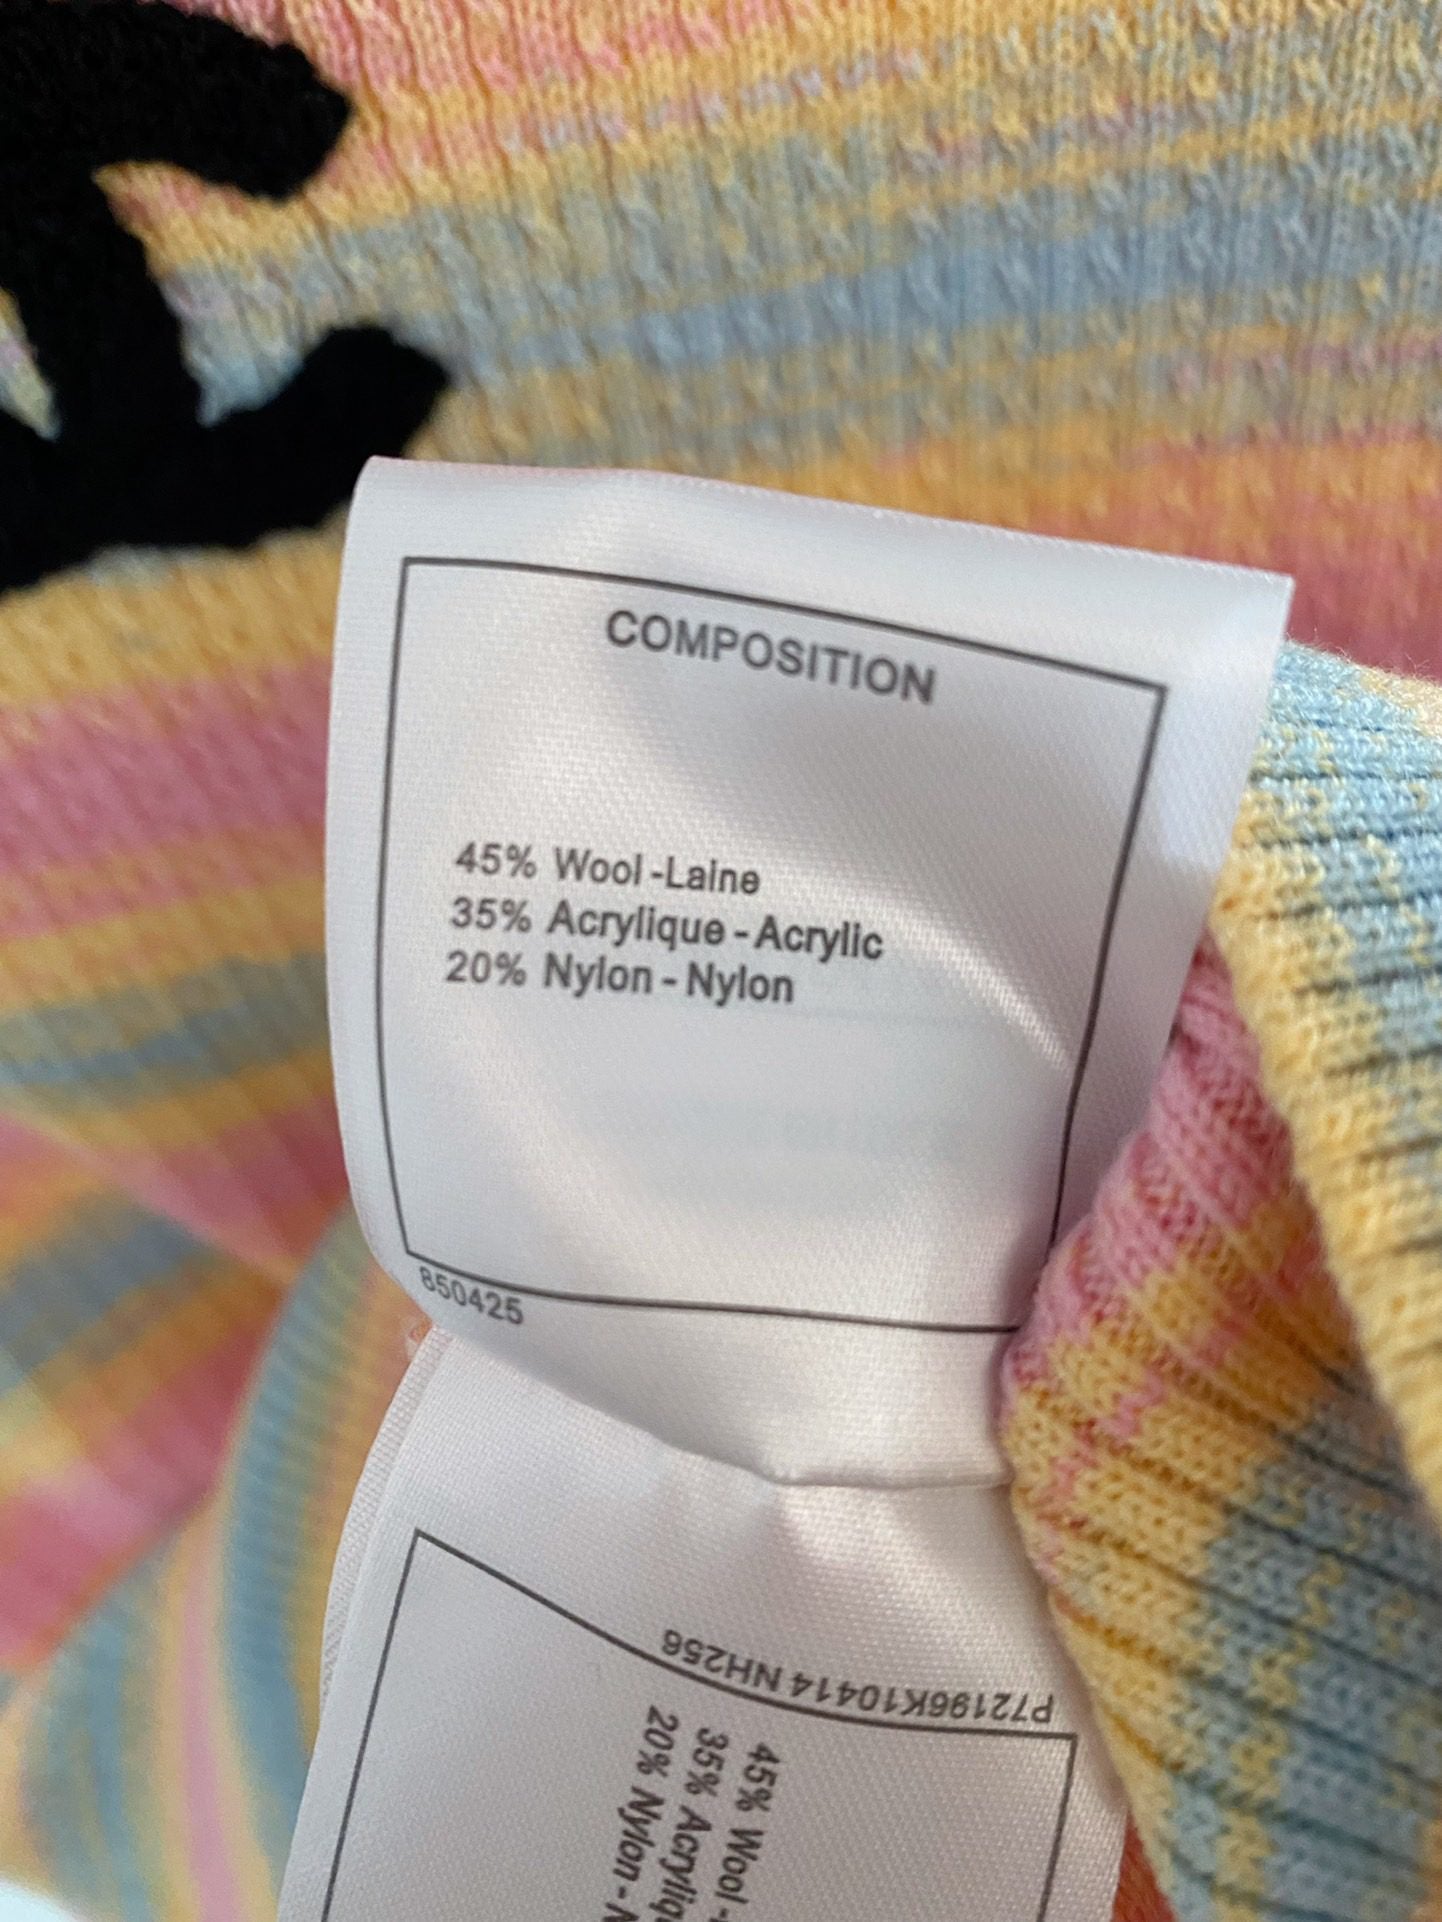 COMPOSITION
45% Wool -Laine
35% Acrylique - Acrylic
20% Nylon - Nylon
850425
P72196K10414 NH256
45% Wool -
35% Acryliq
20% Nylon -